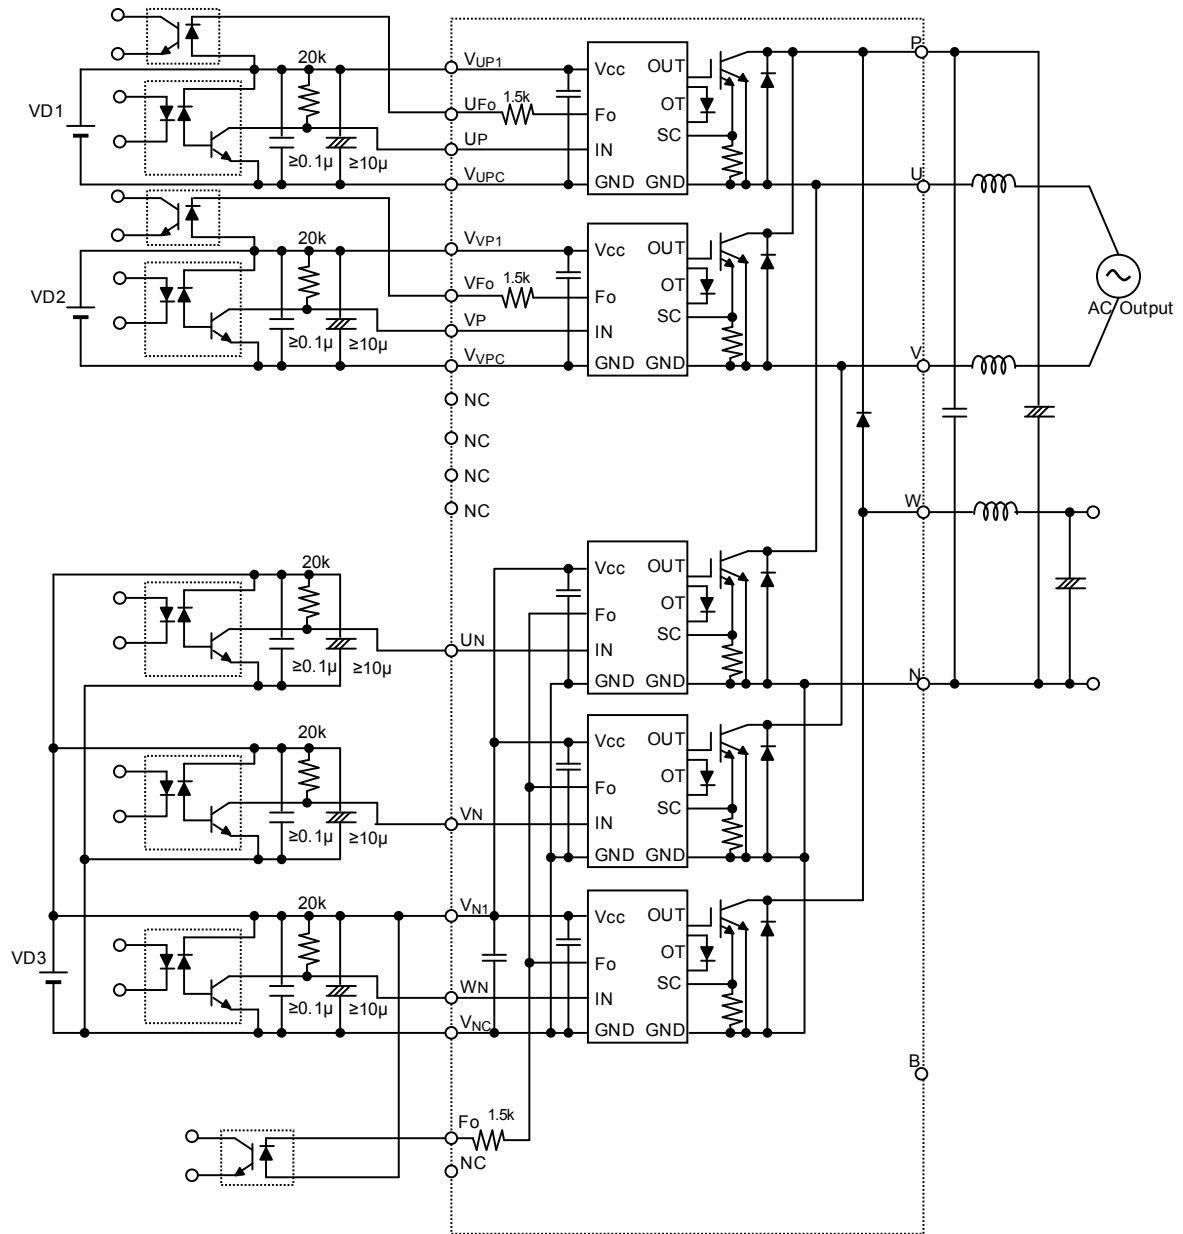 P
20k
VUP1
Vcc
OUT
UFo
1.5k
OT
VD1
Fo
UP
SC
IN
≥0.1µ
≥10µ
VUPC
GND
GND
U
20k
VVP1
Vcc
OUT
VFo
1.5k
OT
VD2
Fo
VP
SC
IN
AC Output
≥0.1µ
≥10µ
VVPC
GND
GND
V
NC
NC
NC
NC
W
20k
Vcc
OUT
Fo
OT
UN
SC
IN
≥0.1µ
≥10µ
GND
GND
N
20k
Vcc
OUT
Fo
OT
VN
SC
IN
≥0.1µ
≥10µ
GND
GND
20k
VN1
Vcc
OUT
VD3
Fo
OT
WN
SC
IN
≥0.1µ
≥10µ
VNC
GND
GND
B
Fo
1.5k
NC